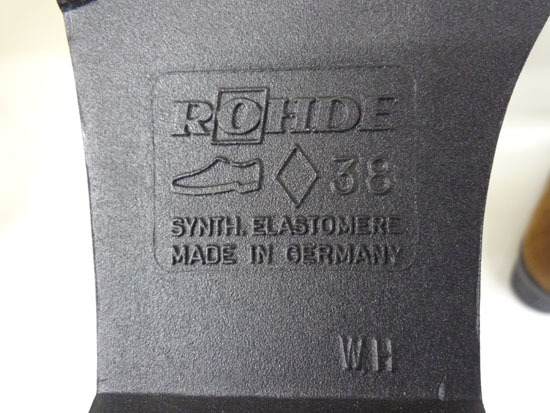 ROHDE
38
SYNTH. ELASTOMERE
MADE IN GERMANY
WH